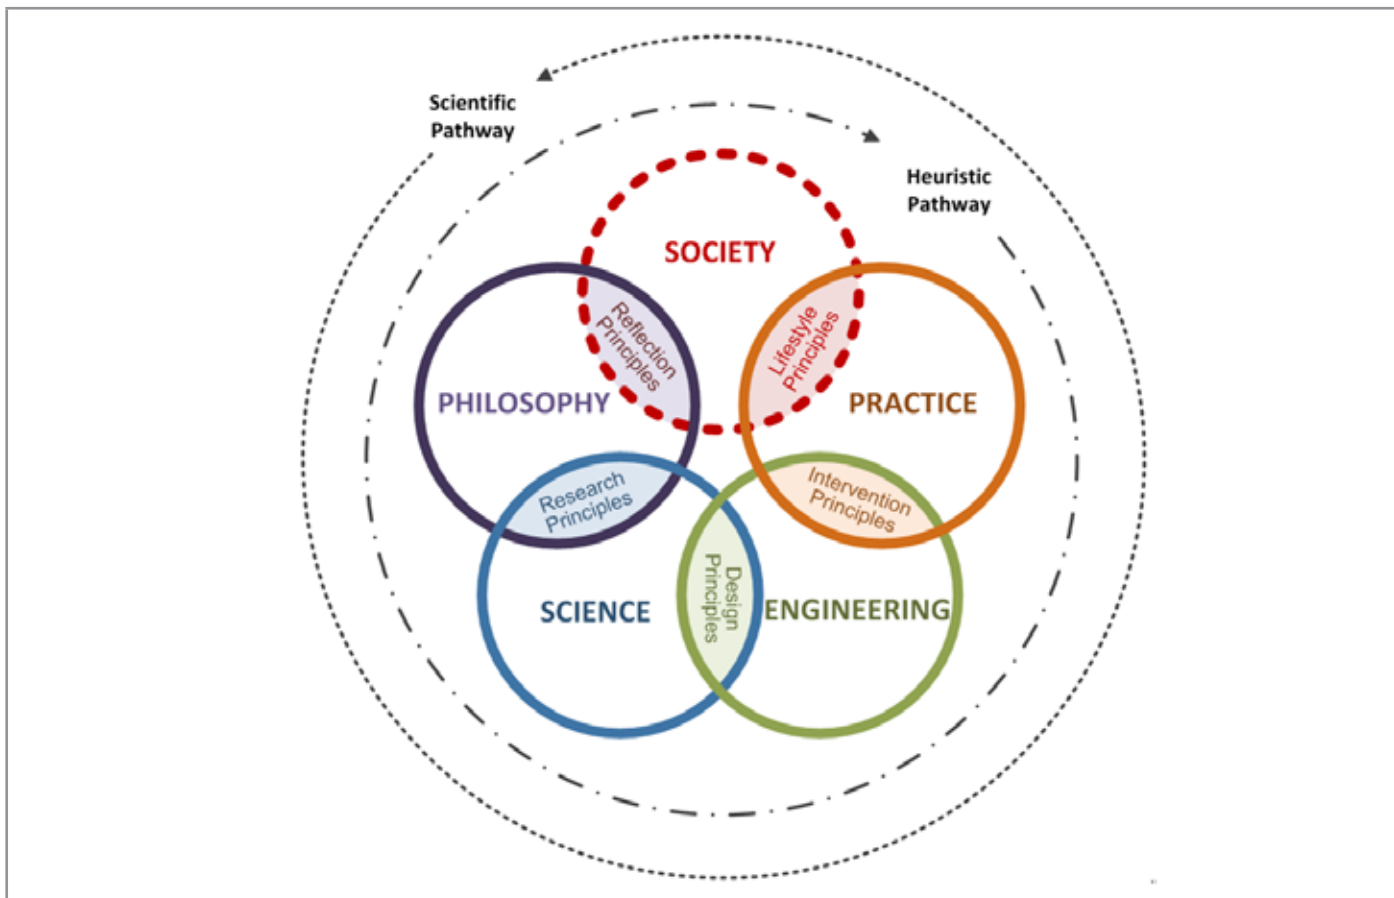 Scientific
Pathway
Heuristic
Pathway
SOCIETY
Reflection
Principles
Lifestyle
Principles
PHILOSOPHY
PRACTICE
Research
Principles
Intervention
Principles
Design
Principles
SCIENCE
ENGINEERING